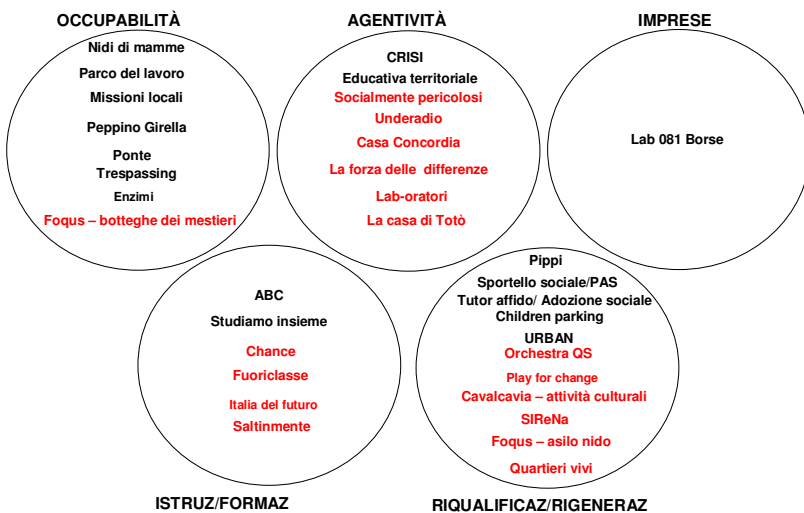 OCCUPABILITÀ
Nidi di mamme
Parco del lavoro
Missioni locali
Peppino Girella
Ponte
Trespassing
Enzimi
Foqus – botteghe dei mestieri
AGENTIVITÀ
CRISI
Educativa territoriale
Socialmente pericolosi
Underadio
Casa Concordia
La forza delle differenze
Lab-oratori
La casa di Totò
IMPRESE
Lab 081 Borse
ABC
Studiamo insieme
Chance
Fuoriclasse
Italia del futuro
Saltinmente
ISTRUZ/FORMAZ
Pippi
Sportello sociale/PAS
Tutor affido/ Adozione sociale
Children parking
URBAN
Orchestra QS
Play for change
Cavalcavia – attività culturali
SIReNa
Foqus – asilo nido
Quartieri vivi
RIQUALIFICAZ/RIGENERAZ